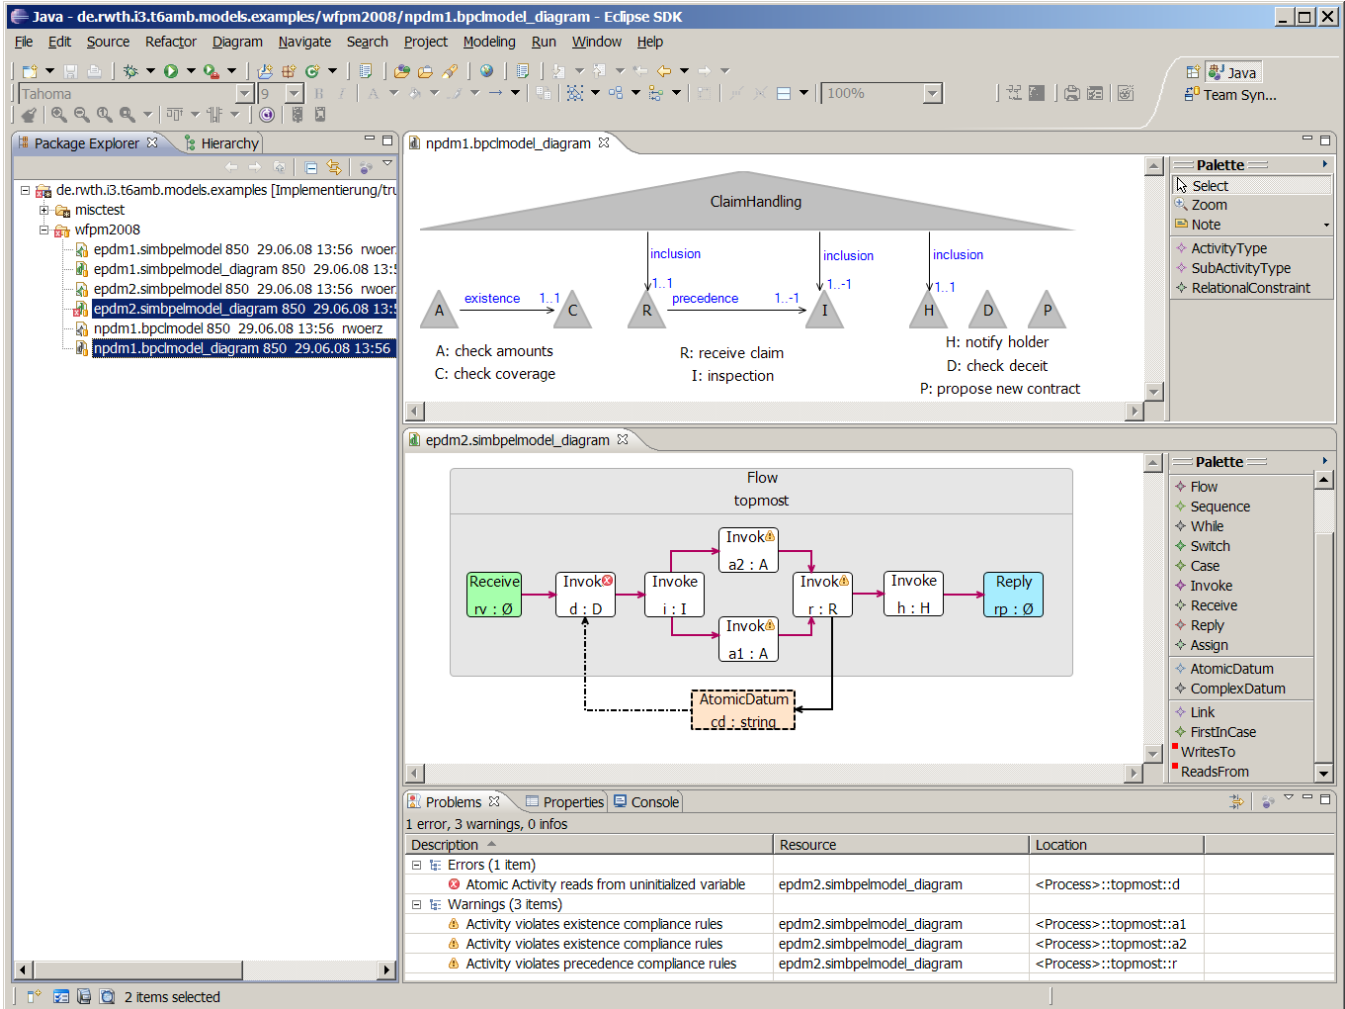 Java - de.rwth.i3.t6amb.models.examples/wfpm2008/npdm1.bpclmodel_diagram - Eclipse SDK
File Edit Source Refactor Diagram Navigate Search Project Modeling Run Window Help
Java
Tahoma 9 B I A 100%
Team Syn...
Package Explorer Hierarchy
de.rwth.i3.t6amb.models.examples [Implementierung/tru
misctest
wfpm2008
epdm1.simbpelmodel 850 29.06.08 13:56 rwoer
epdm1.simbpelmodel_diagram 850 29.06.08 13:
epdm2.simbpelmodel 850 29.06.08 13:56 rwoer
epdm2.simbpelmodel_diagram 850 29.06.08 13:
npdm1.bpclmodel 850 29.06.08 13:56 rwoerz
npdm1.bpclmodel_diagram 850 29.06.08 13:56
npdm1.bpclmodel_diagram
ClaimHandling
inclusion inclusion inclusion
existence 1..1 1..1 precedence 1..-1 1..-1 1..1
A C R I H D P
A: check amounts
C: check coverage
R: receive claim
I: inspection
H: notify holder
D: check deceit
P: propose new contract
Palette
Select
Zoom
Note
ActivityType
SubActivityType
RelationalConstraint
epdm2.simbpelmodel_diagram
Flow
topmost
Receive
rv : Ø
Invok
d : D
Invoke
i : I
Invok
a2 : A
Invok
a1 : A
Invok
r : R
Invoke
h : H
Reply
rp : Ø
AtomicDatum
cd : string
Palette
Flow
Sequence
While
Switch
Case
Invoke
Receive
Reply
Assign
AtomicDatum
ComplexDatum
Link
FirstInCase
WritesTo
ReadsFrom
Problems Properties Console
1 error, 3 warnings, 0 infos
Description Resource Location
Errors (1 item)
Atomic Activity reads from uninitialized variable epdm2.simbpelmodel_diagram <Process>::topmost::d
Warnings (3 items)
Activity violates existence compliance rules epdm2.simbpelmodel_diagram <Process>::topmost::a1
Activity violates existence compliance rules epdm2.simbpelmodel_diagram <Process>::topmost::a2
Activity violates precedence compliance rules epdm2.simbpelmodel_diagram <Process>::topmost::r
2 items selected